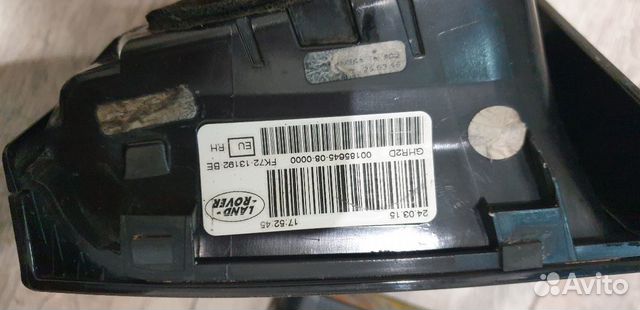 GHR2D
00185645-08 0000
FK72 13192 BE
EU RH
24.03.15
17:52:45
LAND-
ROVER
Avito